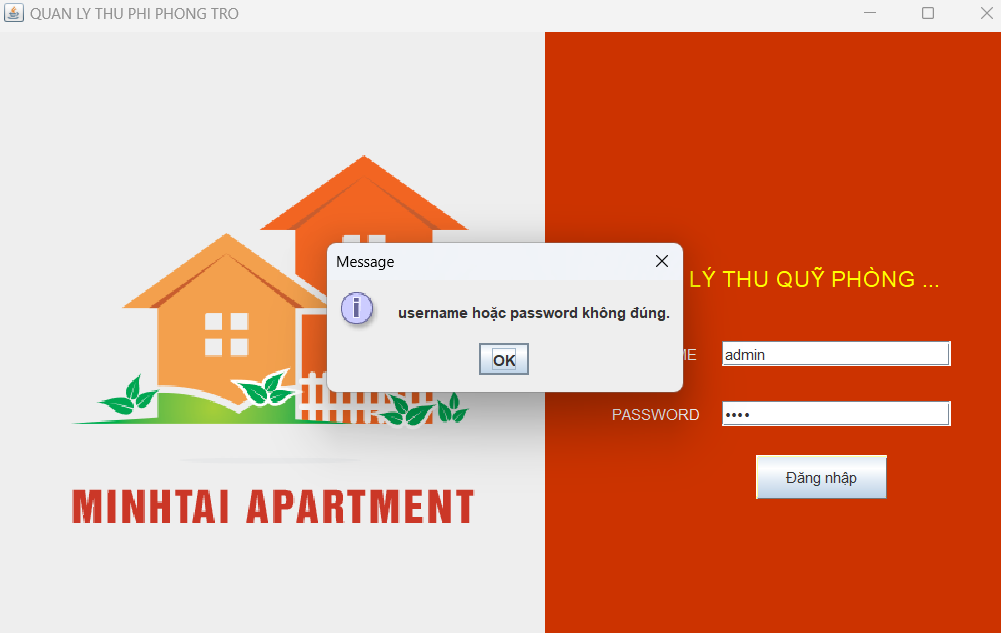 QUAN LY THU PHI PHONG TRO
Message
username hoặc password không đúng.
OK
LÝ THU QUỸ PHÒNG ...
ME
admin
PASSWORD
••••
Đăng nhập
MINHTAI APARTMENT